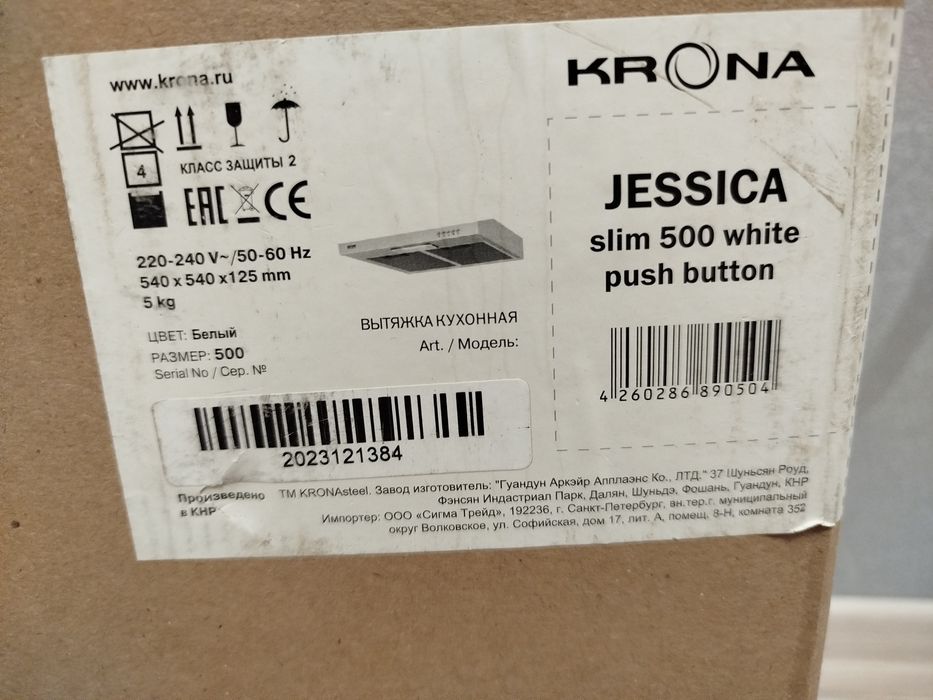 www.krona.ru
KRONA
4
КЛАСС ЗАЩИТЫ 2
EAC CE
JESSICA
slim 500 white
push button
220-240 V~/50-60 Hz
540 x 540 x125 mm
5 kg
ВЫТЯЖКА КУХОННАЯ
Art. / Модель:
ЦВЕТ: Белый
РАЗМЕР: 500
Serial No / Сер. №
4 260286 890504
2023121384
Произведено
в КНР
ТМ KRONAsteel. Завод изготовитель: "Гуандун Аркэйр Апплаэнс Ко., ЛТД." 37 Шуньсян Роуд,
Фэнсян Индастриал Парк, Далян, Шуньдэ, Фошань, Гуандун, КНР
Импортер: ООО «Сигма Трейд», 192236, г. Санкт-Петербург, вн.тер.г. муниципальный
округ Волковское, ул. Софийская, дом 17, лит. А, помещ. 8-Н, комната 352